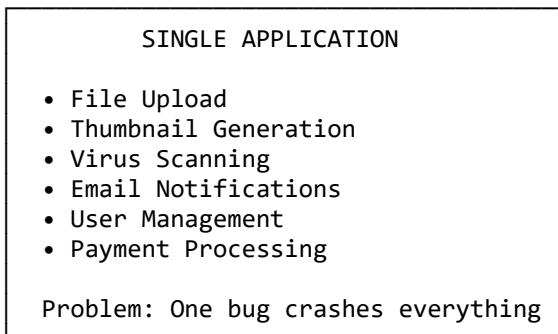 SINGLE APPLICATION
• File Upload
• Thumbnail Generation
• Virus Scanning
• Email Notifications
• User Management
• Payment Processing
Problem: One bug crashes everything